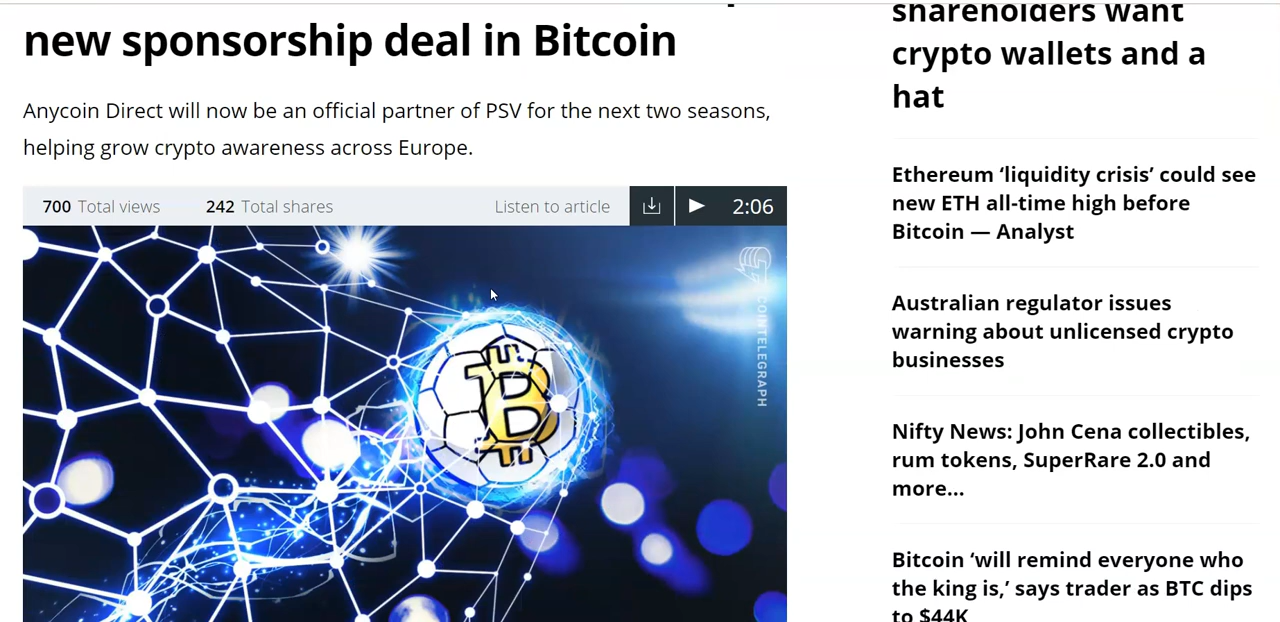 new sponsorship deal in Bitcoin
Anycoin Direct will now be an official partner of PSV for the next two seasons,
helping grow crypto awareness across Europe.
700 Total views 242 Total shares Listen to article 2:06
B
COINTELEGRAPH
shareholders want
crypto wallets and a
hat
Ethereum ‘liquidity crisis’ could see
new ETH all-time high before
Bitcoin — Analyst
Australian regulator issues
warning about unlicensed crypto
businesses
Nifty News: John Cena collectibles,
rum tokens, SuperRare 2.0 and
more...
Bitcoin ‘will remind everyone who
the king is,’ says trader as BTC dips
to $44K